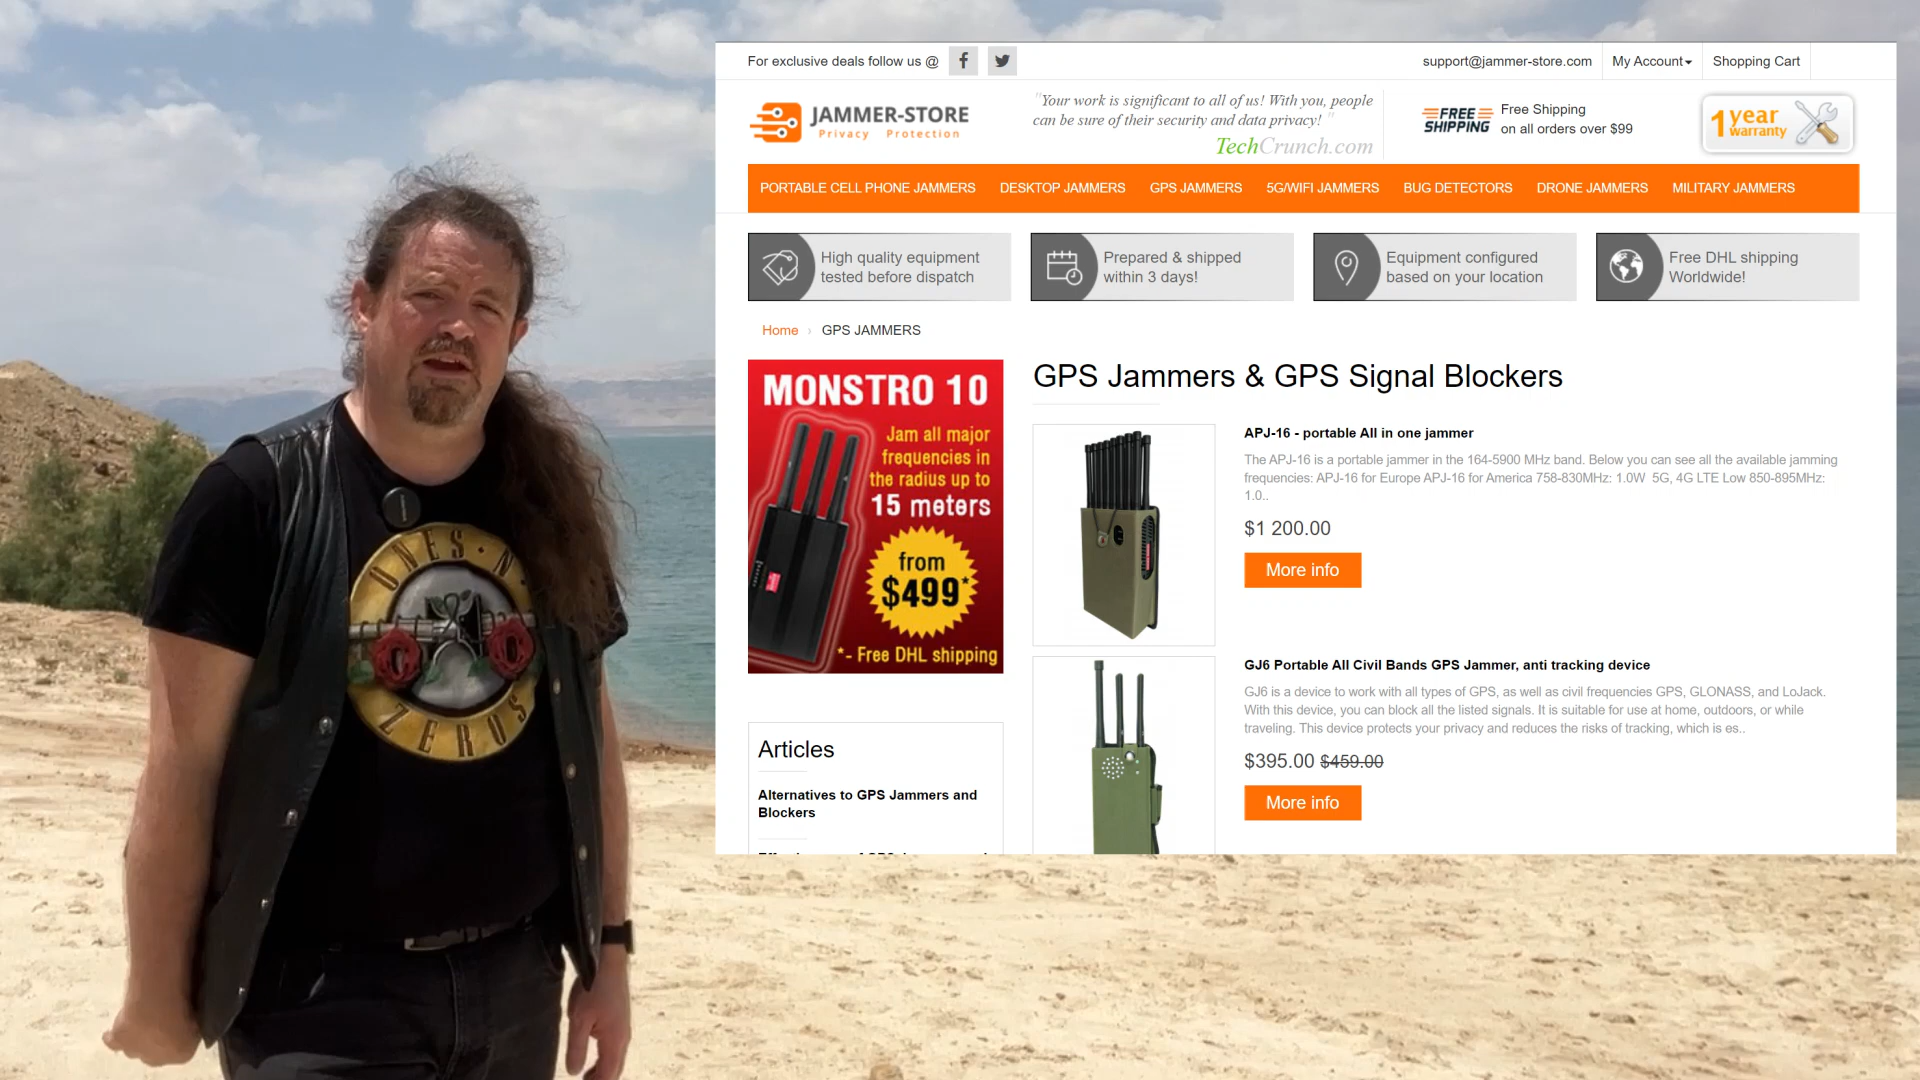 For exclusive deals follow us @
support@jammer-store.com
My Account
Shopping Cart
JAMMER-STORE
Privacy Protection
"Your work is significant to all of us! With you, people
can be sure of their security and data privacy! "
TechCrunch.com
FREE
SHIPPING
Free Shipping
on all orders over $99
1 year
warranty
PORTABLE CELL PHONE JAMMERS DESKTOP JAMMERS GPS JAMMERS 5G/WIFI JAMMERS BUG DETECTORS DRONE JAMMERS MILITARY JAMMERS
High quality equipment
tested before dispatch
Prepared & shipped
within 3 days!
Equipment configured
based on your location
Free DHL shipping
Worldwide!
Home › GPS JAMMERS
MONSTRO 10
Jam all major
frequencies in
the radius up to
15 meters
from
$499*
*- Free DHL shipping
Articles
Alternatives to GPS Jammers and
Blockers
GPS Jammers & GPS Signal Blockers
APJ-16 - portable All in one jammer
The APJ-16 is a portable jammer in the 164-5900 MHz band. Below you can see all the available jamming
frequencies: APJ-16 for Europe APJ-16 for America 758-830MHz: 1.0W 5G, 4G LTE Low 850-895MHz:
1.0..
$1 200.00
More info
GJ6 Portable All Civil Bands GPS Jammer, anti tracking device
GJ6 is a device to work with all types of GPS, as well as civil frequencies GPS, GLONASS, and LoJack.
With this device, you can block all the listed signals. It is suitable for use at home, outdoors, or while
traveling. This device protects your privacy and reduces the risks of tracking, which is es..
$395.00 $459.00
More info
ONES · N ·
ZEROS